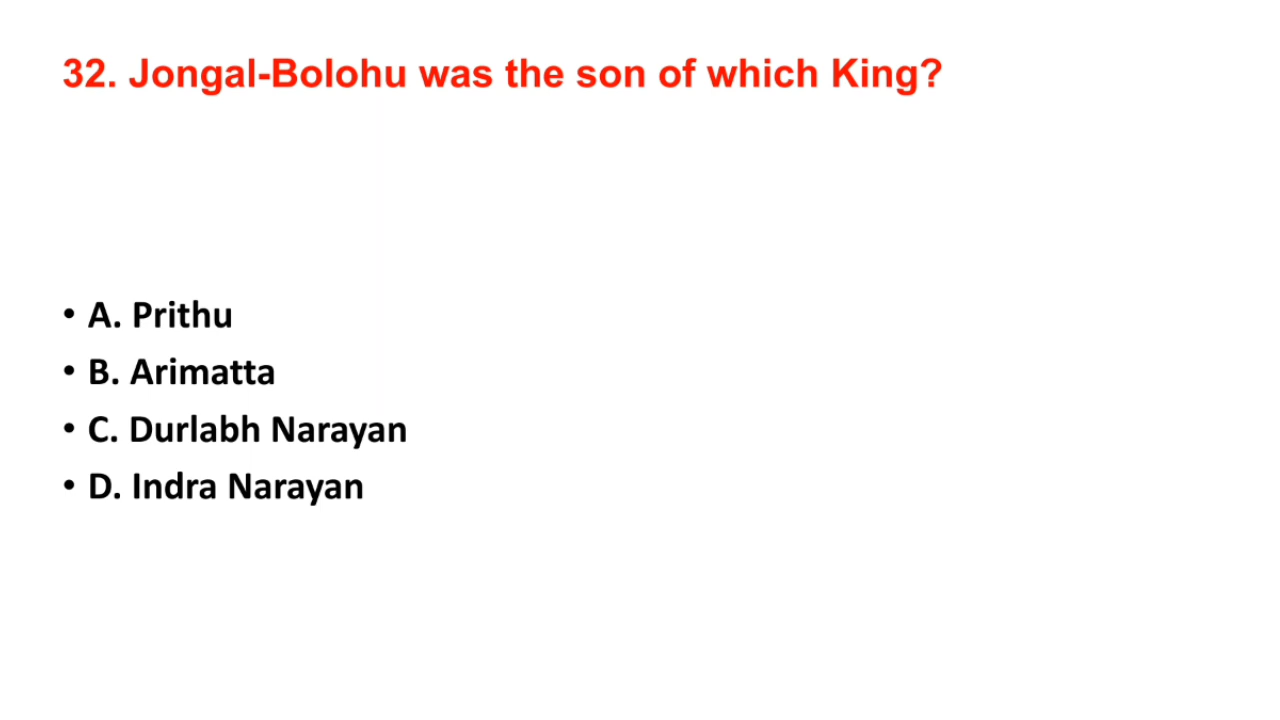 32. Jongal-Bolohu was the son of which King?
• A. Prithu
• B. Arimatta
• C. Durlabh Narayan
• D. Indra Narayan